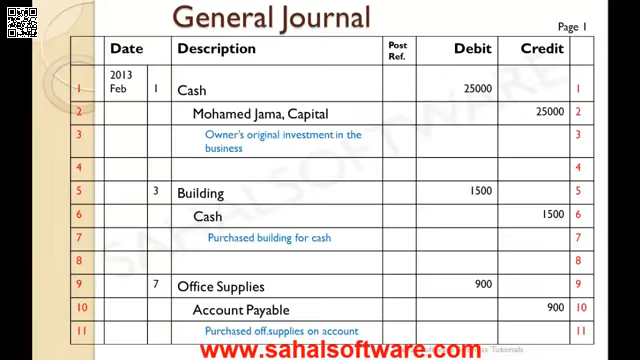 General Journal
Page 1
Date Description Post Ref. Debit Credit
2013
1 Feb 1 Cash 25000 1
2 Mohamed Jama, Capital 25000 2
3 Owner's original investment in the 3
business
4 4
5 3 Building 1500 5
6 Cash 1500 6
7 Purchased building for cash 7
8 8
9 7 Office Supplies 900 9
10 Account Payable 900 10
11 Purchased off.supplies on account 11
Tutorials
www.sahalsoftware.com
SAHALSOFTWARE